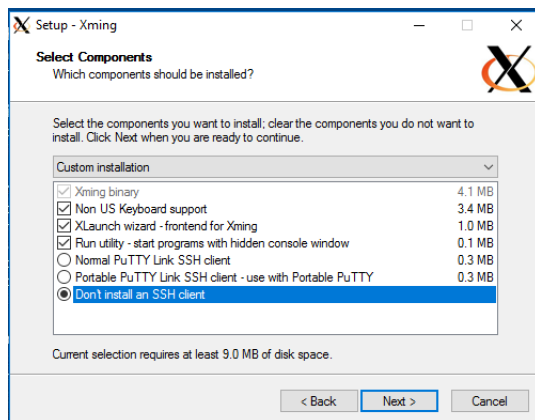 Setup - Xming
Select Components
Which components should be installed?
Select the components you want to install; clear the components you do not want to
install. Click Next when you are ready to continue.
Custom installation
Xming binary 4.1 MB
Non US Keyboard support 3.4 MB
XLaunch wizard - frontend for Xming 1.0 MB
Run utility - start programs with hidden console window 0.1 MB
Normal PuTTY Link SSH client 0.3 MB
Portable PuTTY Link SSH client - use with Portable PuTTY 0.3 MB
Don't install an SSH client
Current selection requires at least 9.0 MB of disk space.
< Back Next > Cancel